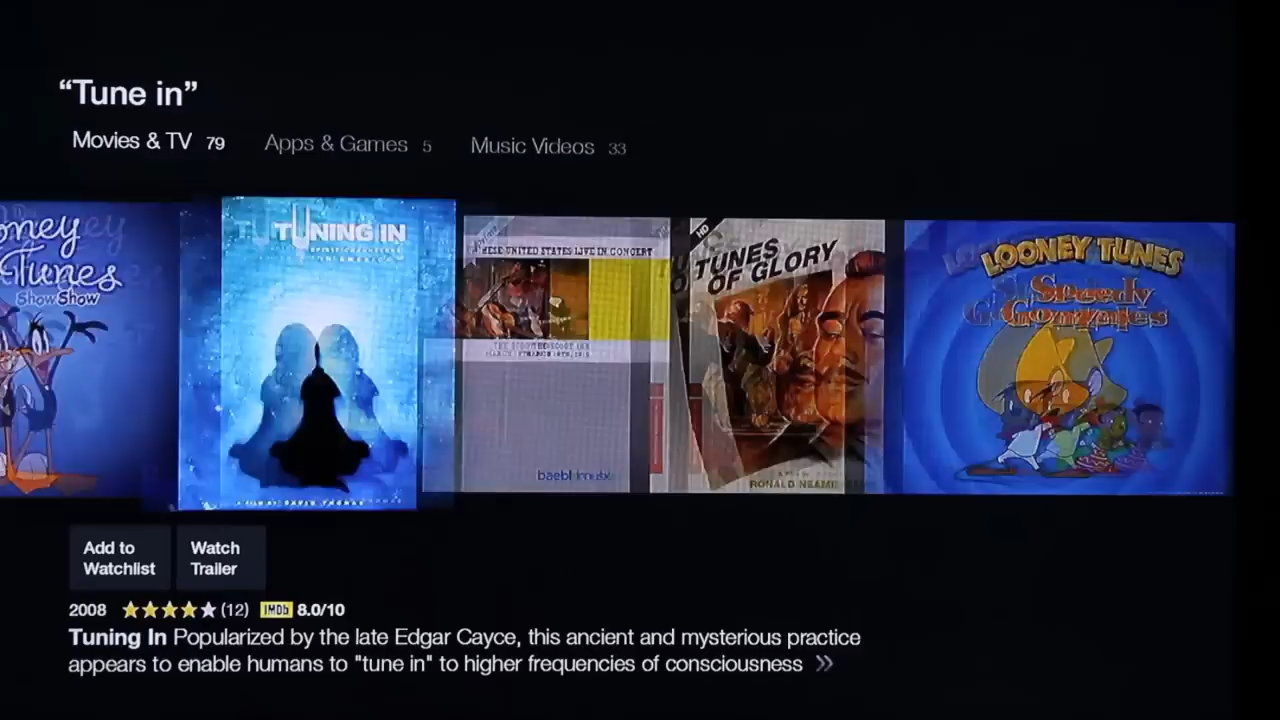 “Tune in”
Movies & TV 79 Apps & Games 5 Music Videos 33
Tunes
Show Show
TUNING IN
THESE UNITED STATES LIVE IN CONCERT
HD
TUNES
OF GLORY
RONALD
LOONEY TUNES
Speedy
Gonzales
Add to
Watchlist
Watch
Trailer
2008 (12) IMDb 8.0/10
Tuning In Popularized by the late Edgar Cayce, this ancient and mysterious practice
appears to enable humans to "tune in" to higher frequencies of consciousness »